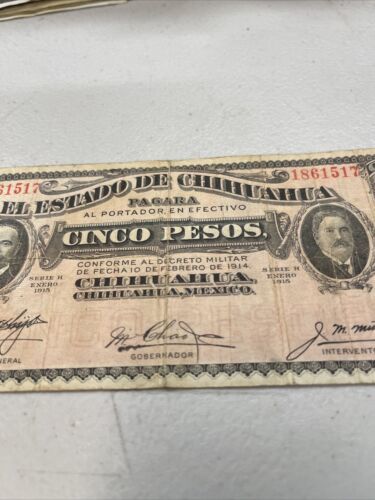 61517 1861517
EL ESTADO DE CHIHUAHUA
PAGARA
AL PORTADOR, EN EFECTIVO
CINCO PESOS.
CONFORME AL DECRETO MILITAR
DE FECHA 10 DE FEBRERO DE 1914.
CHIHUAHUA,
CHIHUAHUA, MEXICO.
SERIE H
ENERO
1915
SERIE H
ENERO
1915
GOBERNADOR
J. M.
INTERVENTO